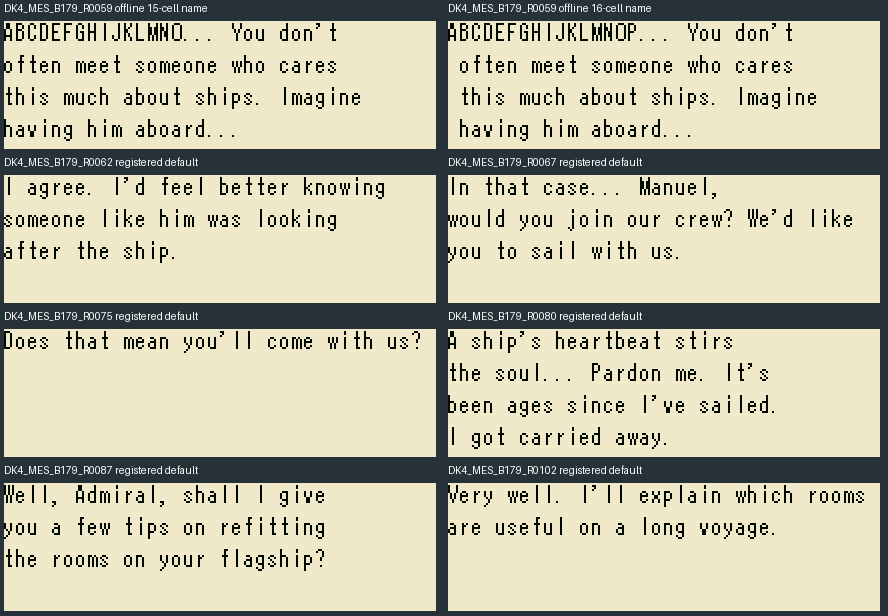 DK4_MES_B179_R0059 offline 15-cell name
ABCDEFGHIJKLMNO... You don't
often meet someone who cares
this much about ships. Imagine
having him aboard...
DK4_MES_B179_R0059 offline 16-cell name
ABCDEFGHIJKLMNOP... You don't
often meet someone who cares
this much about ships. Imagine
having him aboard...
DK4_MES_B179_R0062 registered default
I agree. I'd feel better knowing
someone like him was looking
after the ship.
DK4_MES_B179_R0067 registered default
In that case... Manuel,
would you join our crew? We'd like
you to sail with us.
DK4_MES_B179_R0075 registered default
Does that mean you'll come with us?
DK4_MES_B179_R0080 registered default
A ship's heartbeat stirs
the soul... Pardon me. It's
been ages since I've sailed.
I got carried away.
DK4_MES_B179_R0087 registered default
Well, Admiral, shall I give
you a few tips on refitting
the rooms on your flagship?
DK4_MES_B179_R0102 registered default
Very well. I'll explain which rooms
are useful on a long voyage.